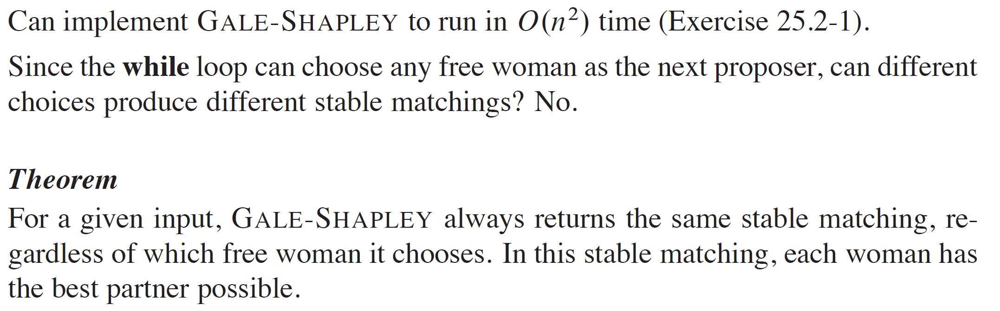 Can implement GALE-SHAPLEY to run in O(n²) time (Exercise 25.2-1).
Since the while loop can choose any free woman as the next proposer, can different
choices produce different stable matchings? No.
Theorem
For a given input, GALE-SHAPLEY always returns the same stable matching, re-
gardless of which free woman it chooses. In this stable matching, each woman has
the best partner possible.